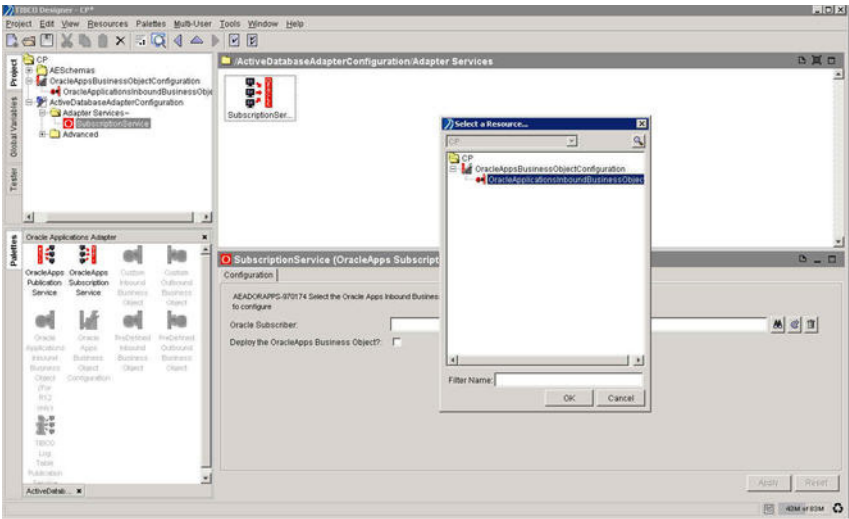 TIBCO Designer - CP*
Project Edit View Resources Palettes Multi-User Tools Window Help
Project
Global Variables
Tester
CP
AESchemas
OracleAppsBusinessObjectConfiguration
OracleApplicationsInboundBusinessObje
ActiveDatabaseAdapterConfiguration
Adapter Services~
SubscriptionService
Advanced
/ActiveDatabaseAdapterConfiguration/Adapter Services
SubscriptionSer...
Palettes
Oracle Applications Adapter
OracleApps Publication Service
OracleApps Subscription Service
Custom Inbound Business Object
Custom Outbound Business Object
Oracle Applications Inbound Business Object
Oracle Apps Business Object Configuration
PreDefined Inbound Business Object
PreDefined Outbound Business Object
(For R12
TIBCO Log Table Publication
ActiveDatab...
SubscriptionService (OracleApps Subscript
Configuration
AEADORAPPS-970174 Select the Oracle Apps Inbound Busines
to configure
Oracle Subscriber:
Deploy the OracleApps Business Object?:
Select a Resource...
CP
CP
OracleAppsBusinessObjectConfiguration
OracleApplicationsInboundBusinessObjec
Filter Name:
OK Cancel
Apply Reset
42M of 83M